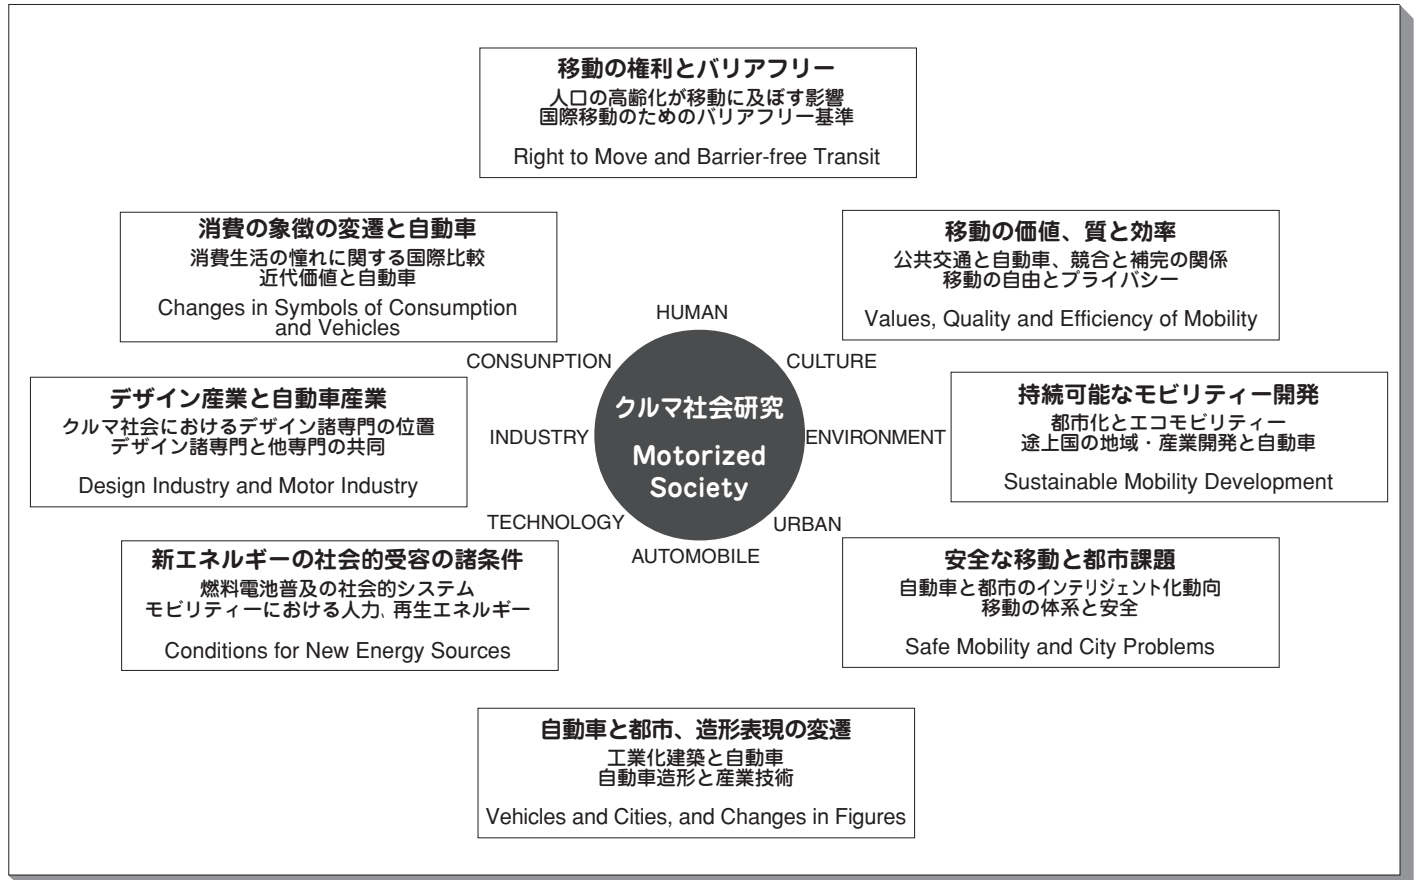 移動の権利とバリアフリー
人口の高齢化が移動に及ぼす影響
国際移動のためのバリアフリー基準
Right to Move and Barrier-free Transit
消費の象徴の変遷と自動車
消費生活の憧れに関する国際比較
近代価値と自動車
Changes in Symbols of Consumption
and Vehicles
移動の価値、質と効率
公共交通と自動車、競合と補完の関係
移動の自由とプライバシー
Values, Quality and Efficiency of Mobility
HUMAN
CONSUNPTION
CULTURE
デザイン産業と自動車産業
クルマ社会におけるデザイン諸専門の位置
デザイン諸専門と他専門の共同
Design Industry and Motor Industry
INDUSTRY
クルマ社会研究
Motorized
Society
ENVIRONMENT
持続可能なモビリティー開発
都市化とエコモビリティー
途上国の地域・産業開発と自動車
Sustainable Mobility Development
TECHNOLOGY
URBAN
AUTOMOBILE
新エネルギーの社会的受容の諸条件
燃料電池普及の社会的システム
モビリティーにおける人力、再生エネルギー
Conditions for New Energy Sources
安全な移動と都市課題
自動車と都市のインテリジェント化動向
移動の体系と安全
Safe Mobility and City Problems
自動車と都市、造形表現の変遷
工業化建築と自動車
自動車造形と産業技術
Vehicles and Cities, and Changes in Figures